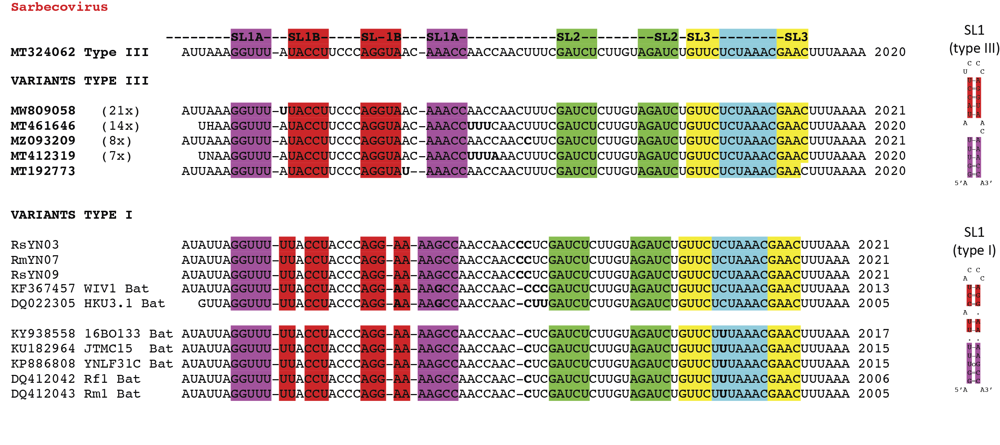 Sarbecovirus
--------SL1A---SL1B-----SL-1B---SL1A------------SL2---------SL2-SL3---------SL3
MT324062 Type III AUUAAAGGUUU-AUACCUUCCCAGGUAAC-AAACCAACCAACUUUCGAUCUCUUGUAGAUCUGUUCUCUAAACGAACUUUAAAA 2020
VARIANTS TYPE III
MW809058 (21x) AUUAAAGGUUU-UUACCUUCCCAGGUAAC-AAACCAACCAACUUUCGAUCUCUUGUAGAUCUGUUCUCUAAACGAACUUUAAAA 2021
MT461646 (14x) UHAAGGUUU-AUACCUUCCCAGGUAAC-AAACCUUUCAACUUUCGAUCUCUUGUAGAUCUGUUCUCUAAACGAACUUUAAAA 2020
MZ093209 (8x) AUUAAAGGUUU-AUACCUUCCCAGGUAAC-AAACCAACCAACCUUCGAUCUCUUGUAGAUCUGUUCUCUAAACGAACUUUAAAA 2021
MT412319 (7x) UNAAGGUUU-AUACCUUCCCAGGUAAC-AAACCUUUAAACUUUCGAUCUCUUGUAGAUCUGUUCUCUAAACGAACUUUAAAA 2020
MT192773 AUUAAAGGUUU-AUACCUUCCCAGGUAU--AAACCAACCAACUUUCGAUCUCUUGUAGAUCUGUUCUCUAAACGAACUUUAAAA 2020
VARIANTS TYPE I
RsYN03 AUAUUAGGUUU-UUACCUACCCAGG-AA-AAGCCAACCAACCCUCGAUCUCUUGUAGAUCUGUUCUCUAAACGAACUUUAAA 2021
RmYN07 AUAUUAGGUUU-UUACCUACCCAGG-AA-AAGCCAACCAACCCUCGAUCUCUUGUAGAUCUGUUCUCUAAACGAACUUUAAA 2021
RsYN09 AUAUUAGGUUU-UUACCUACCCAGG-AA-AAGCCAACCAACCCUCGAUCUCUUGUAGAUCUGUUCUCUAAACGAACUUUAAA 2021
KF367457 WIV1 Bat AUAUUAGGUUU-UUACCUACCCAGG-AA-AAGCCAACCAAC-CCCGAUCUCUUGUAGAUCUGUUCUCUAAACGAACUUUAAA 2013
DQ022305 HKU3.1 Bat GUUAGGUUU-UUACCUACCCAGG-AA-AAGCCAACCAAC-CUUGAUCUCUUGUAGAUCUGUUCUCUAAACGAACUUUAAA 2005
KY938558 16BO133 Bat AUAUUAGGUUU-UUACCUACCCAGG-AA-AAGCCAACCAAC-CUCGAUCUCUUGUAGAUCUGUUCUUUAAACGAACUUUAAA 2017
KU182964 JTMC15 Bat AUAUUAGGUUU-UUACCUACCCAGG-AA-AAGCCAACCAAC-CUCGAUCUCUUGUAGAUCUGUUCUUUAAACGAACUUUAAA 2015
KP886808 YNLF31C Bat AUAUUAGGUUU-UUACCUACCCAGG-AA-AAGCCAACCAAC-CUCGAUCUCUUGUAGAUCUGUUCUUUAAACGAACUUUAAA 2015
DQ412042 Rf1 Bat AUAUUAGGUUU-UUACCUACCCAGG-AA-AAGCCAACCAAC-CUCGAUCUCUUGUAGAUCUGUUCUUUAAACGAACUUUAAA 2006
DQ412043 Rm1 Bat AUAUUAGGUUU-UUACCUACCCAGG-AA-AAGCCAACCAAC-CUCGAUCUCUUGUAGAUCUGUUCUUUAAACGAACUUUAAA 2005
SL1
(type III)
C C
U C
U-A
C=G
C=G
A-U
U-A
A A
C
U-A
U-A
U-A
G=C
G=C
5'A A3'
SL1
(type I)
C C
A C
U-A
C=G
C=G
A .
U-A
U-A
. .
U-A
U-A
UoG
G=C
G=C
5'A A3'